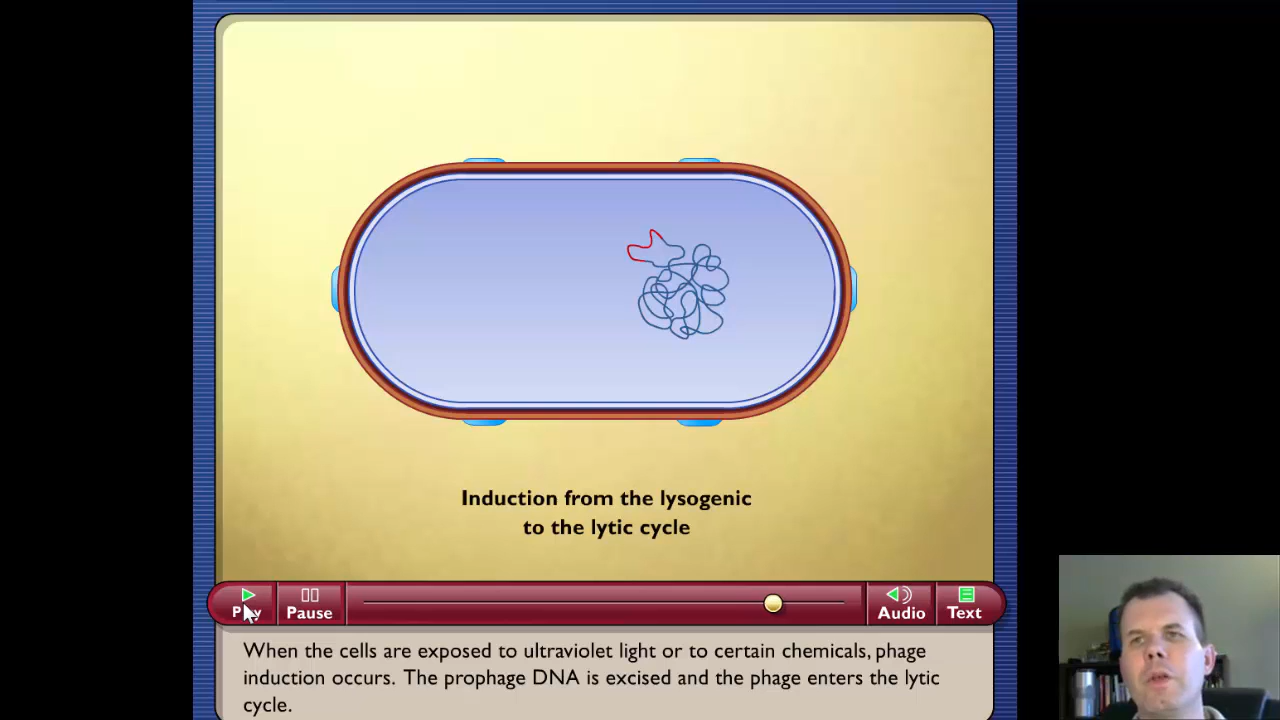 Induction from the lysogenic
to the lytic cycle
Play Pause Audio Text
When the cells are exposed to ultraviolet light or to certain chemicals, phage
induction occurs. The prophage DNA is excised and the phage enters the lytic
cycle.